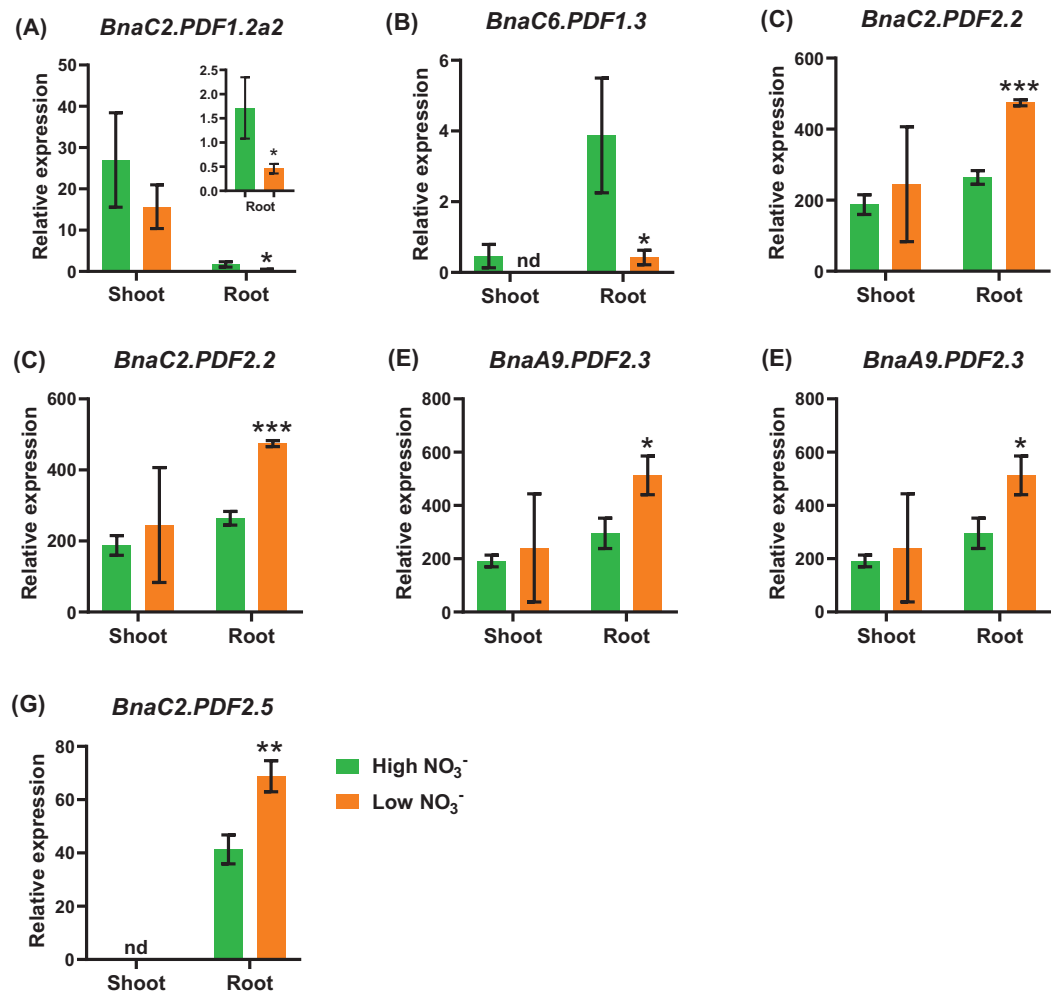 (A) BnaC2.PDF1.2a2
Relative expression
50
40
30
20
10
0
Shoot
Root
*
2.5
2.0
1.5
1.0
0.5
0.0
*
Root
(B) BnaC6.PDF1.3
Relative expression
6
4
2
0
nd
*
Shoot
Root
(C) BnaC2.PDF2.2
Relative expression
600
400
200
0
***
Shoot
Root
(C) BnaC2.PDF2.2
Relative expression
600
400
200
0
***
Shoot
Root
(E) BnaA9.PDF2.3
Relative expression
800
600
400
200
0
*
Shoot
Root
(E) BnaA9.PDF2.3
Relative expression
800
600
400
200
0
*
Shoot
Root
(G) BnaC2.PDF2.5
Relative expression
80
60
40
20
0
nd
**
Shoot
Root
High NO₃⁻
Low NO₃⁻